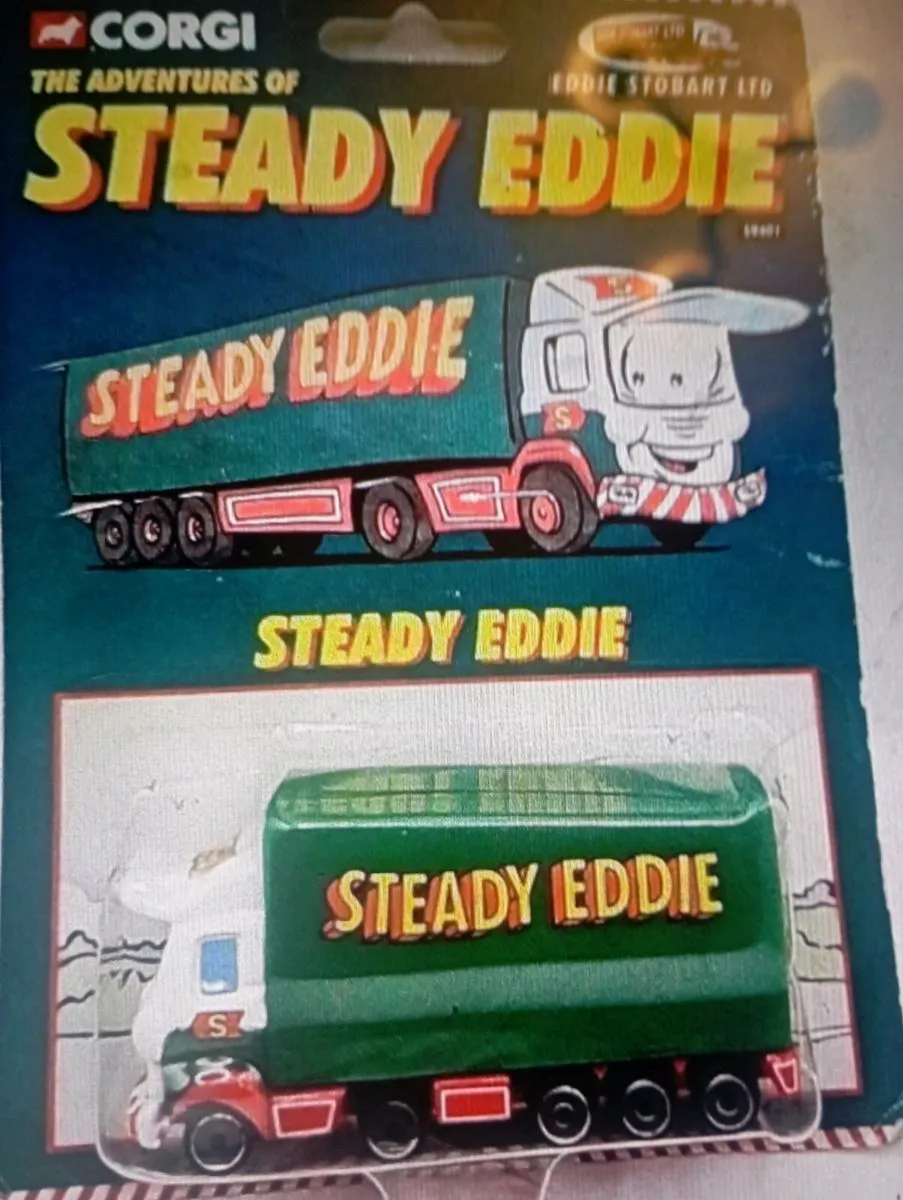 CORGI
EDDIE STOBART LTD
THE ADVENTURES OF
STEADY EDDIE
STEADY EDDIE
S
S
STEADY EDDIE
STEADY EDDIE
S